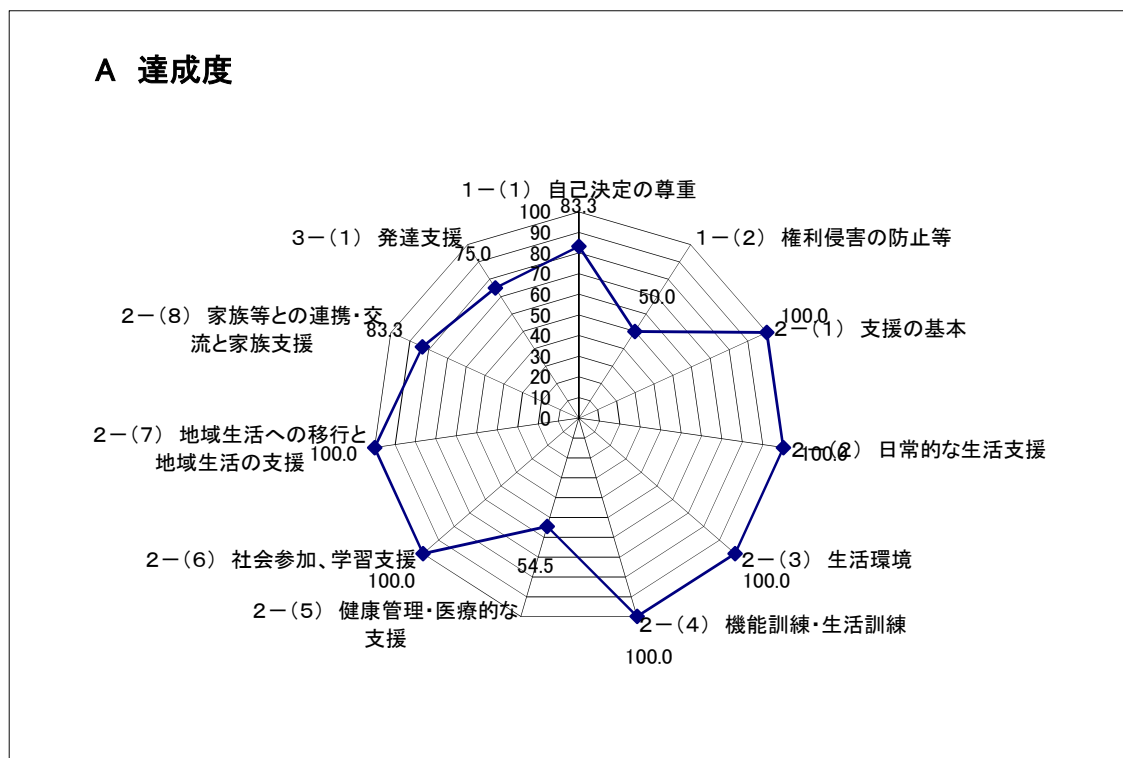 A 達成度
1－(1) 自己決定の尊重
83.3
1－(2) 権利侵害の防止等
50.0
2－(1) 支援の基本
100.0
2－(2) 日常的な生活支援
100.0
2－(3) 生活環境
100.0
2－(4) 機能訓練・生活訓練
100.0
2－(5) 健康管理・医療的な
支援
54.5
2－(6) 社会参加、学習支援
100.0
2－(7) 地域生活への移行と
地域生活の支援
100.0
2－(8) 家族等との連携・交
流と家族支援
83.3
3－(1) 発達支援
75.0
100
90
80
70
60
50
40
30
20
10
0